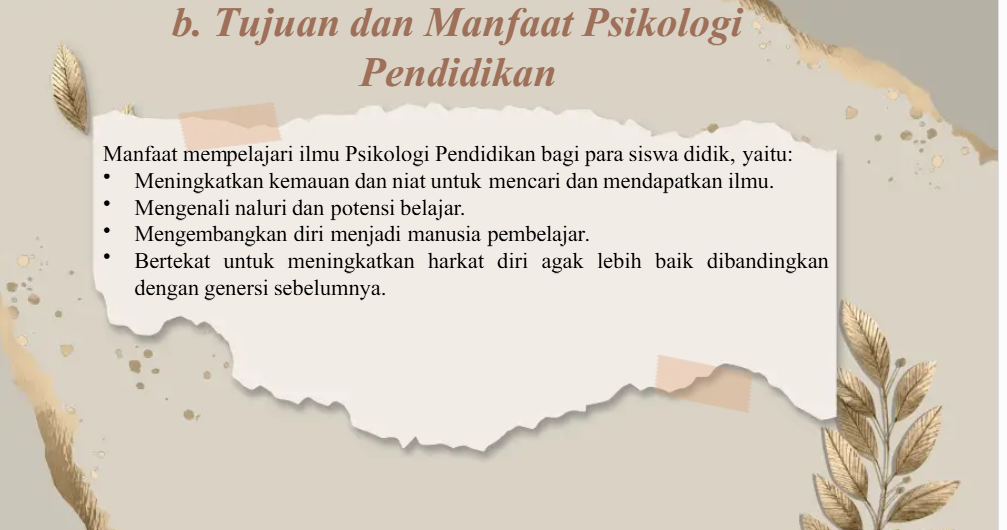 b. Tujuan dan Manfaat Psikologi
Pendidikan
Manfaat mempelajari ilmu Psikologi Pendidikan bagi para siswa didik, yaitu:
• Meningkatkan kemauan dan niat untuk mencari dan mendapatkan ilmu.
• Mengenali naluri dan potensi belajar.
• Mengembangkan diri menjadi manusia pembelajar.
• Bertekat untuk meningkatkan harkat diri agak lebih baik dibandingkan
dengan genersi sebelumnya.